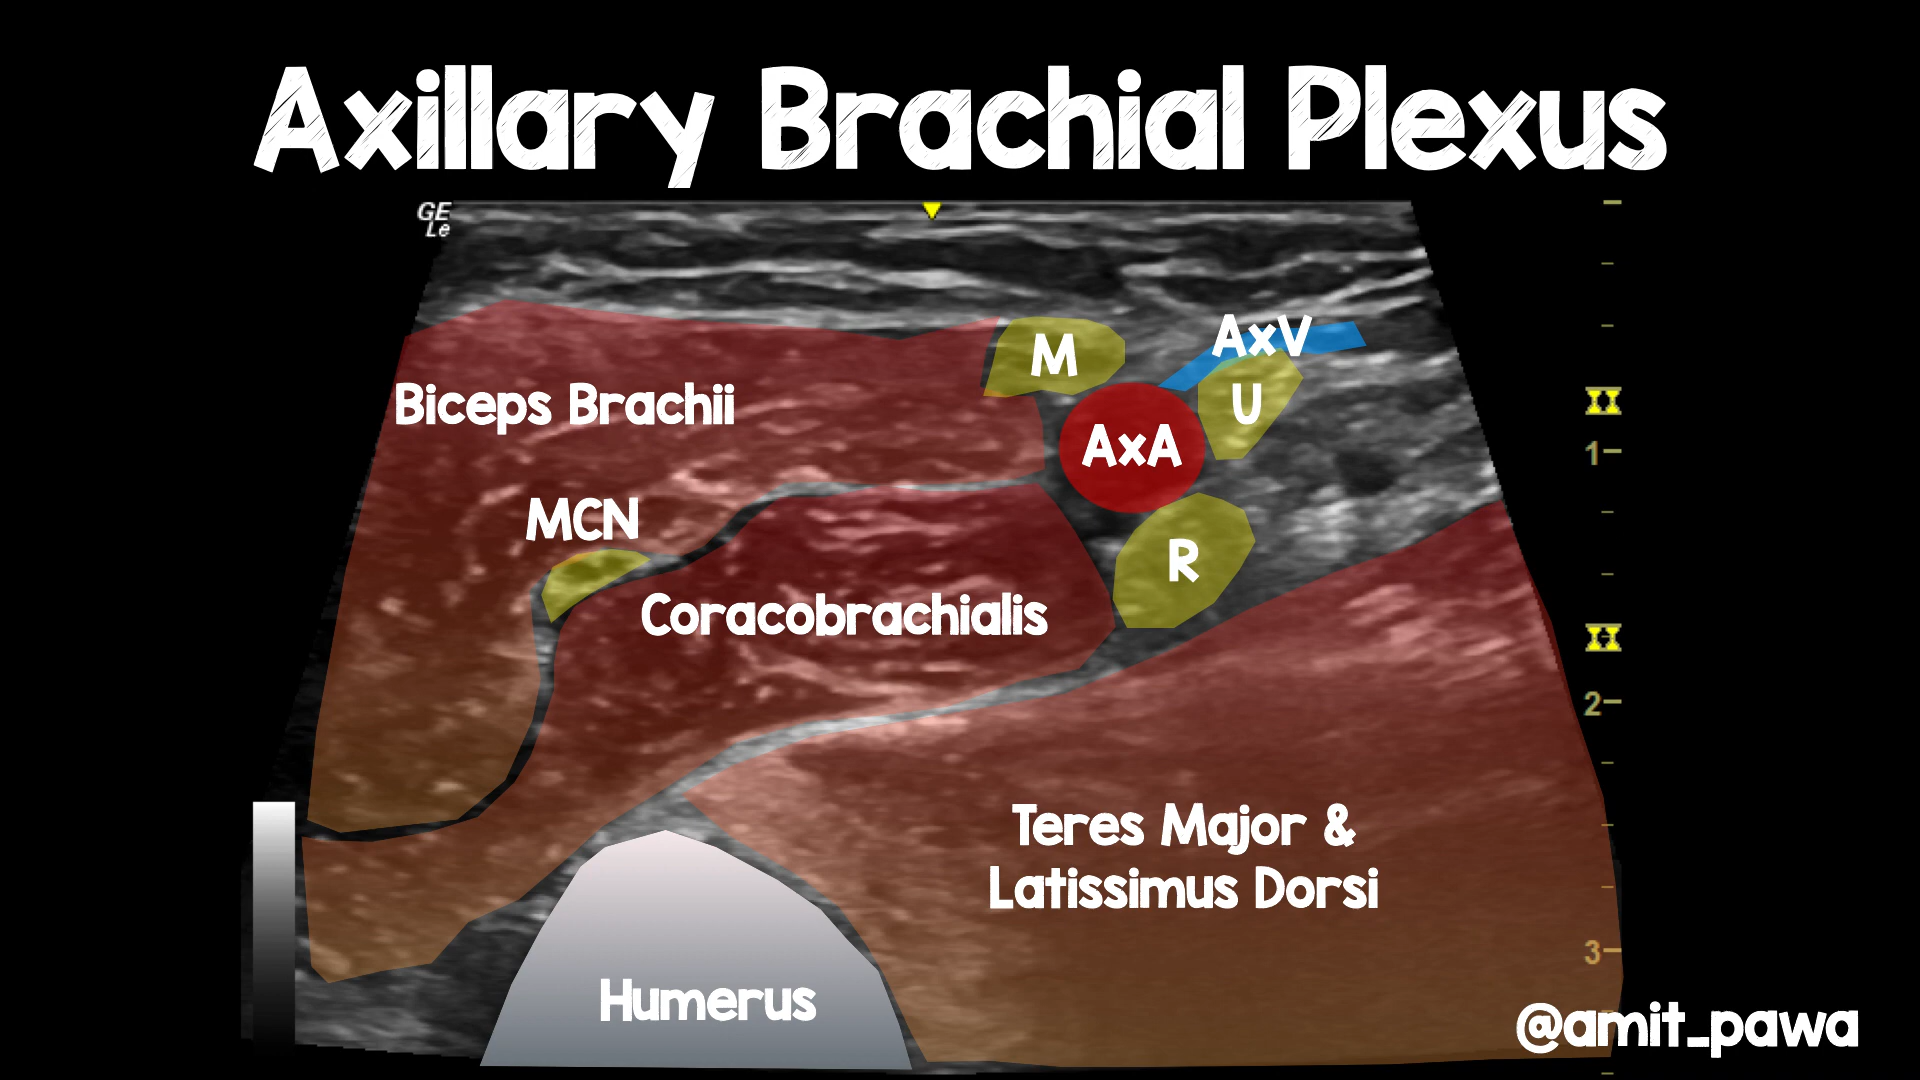 Axillary Brachial Plexus
GE
Le
M
AxV
Biceps Brachii
U
AxA
1
MCN
R
Coracobrachialis
2
Teres Major &
Latissimus Dorsi
3
Humerus
@amit_pawa